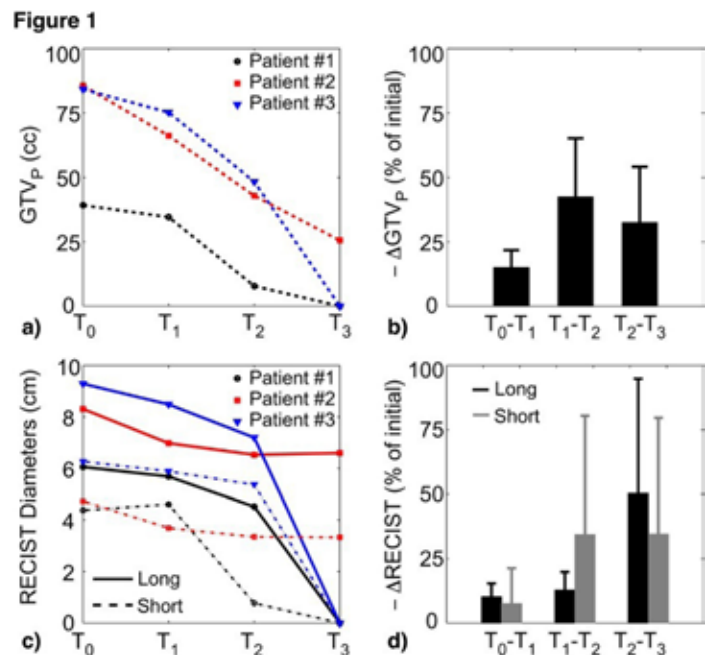 Figure 1
100
75
50
25
0
GTVP (cc)
Patient #1
Patient #2
Patient #3
a)
T0 T1 T2 T3
100
75
50
25
0
– ΔGTVP (% of initial)
b)
T0-T1 T1-T2 T2-T3
10
8
6
4
2
0
RECIST Diameters (cm)
Patient #1
Patient #2
Patient #3
Long
Short
c)
T0 T1 T2 T3
100
75
50
25
0
– ΔRECIST (% of initial)
Long
Short
d)
T0-T1 T1-T2 T2-T3